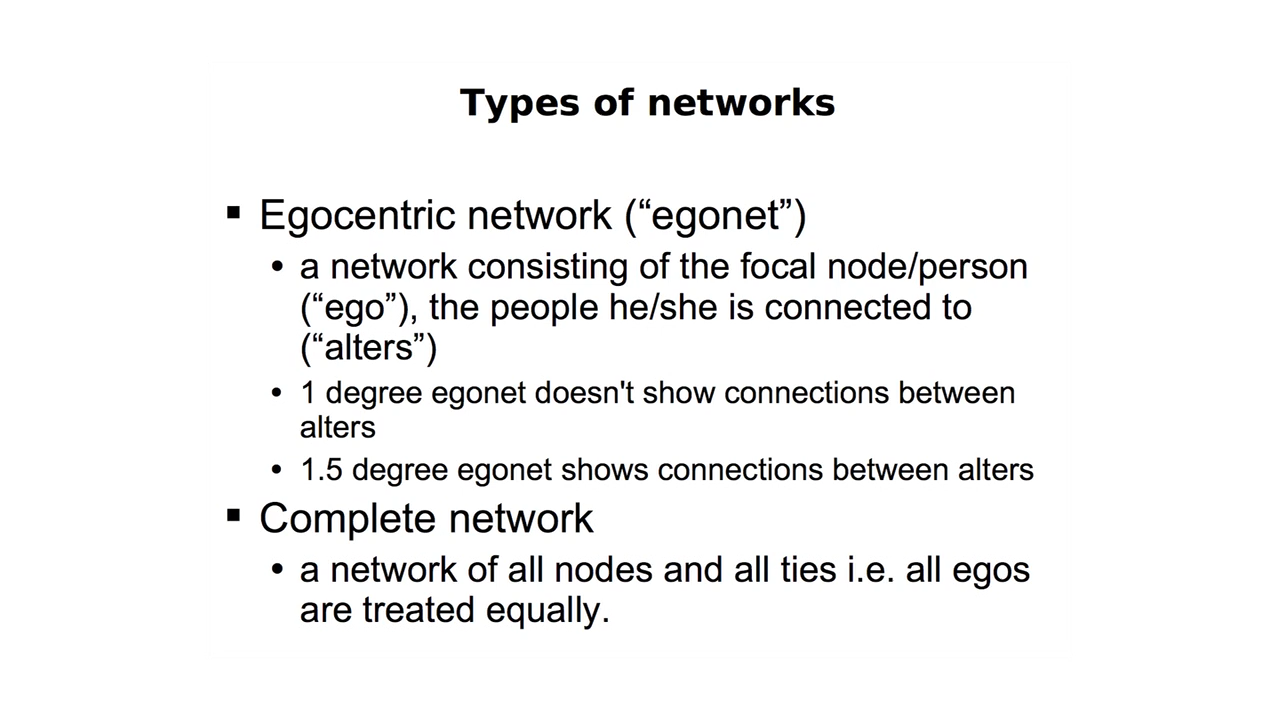 Types of networks
▪ Egocentric network (“egonet”)
• a network consisting of the focal node/person
(“ego”), the people he/she is connected to
(“alters”)
• 1 degree egonet doesn't show connections between
alters
• 1.5 degree egonet shows connections between alters
▪ Complete network
• a network of all nodes and all ties i.e. all egos
are treated equally.